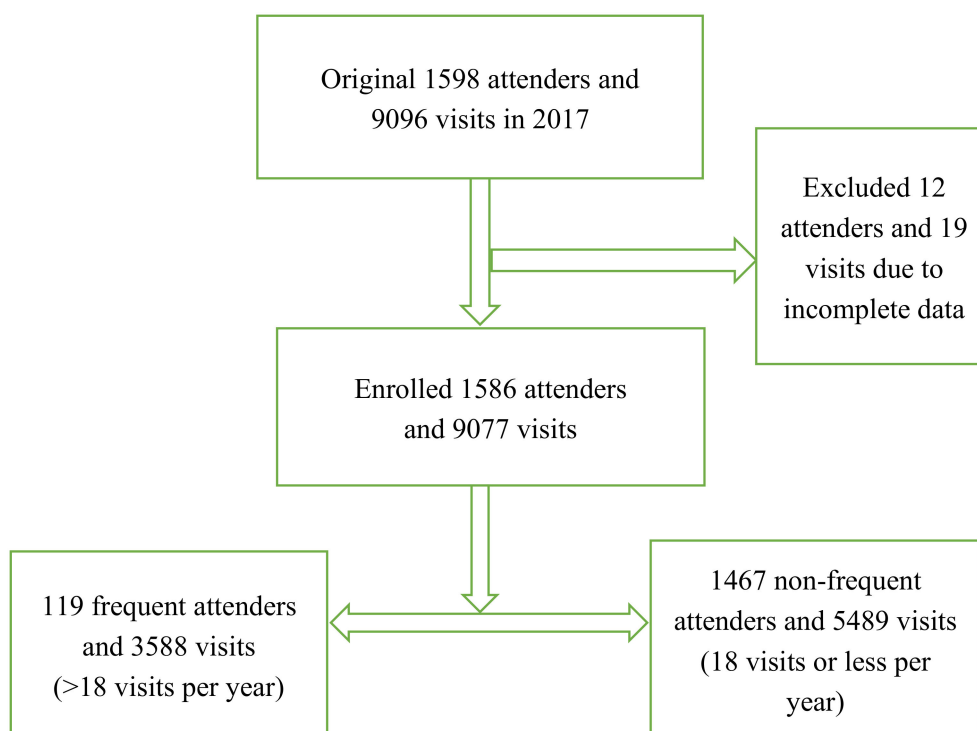 Original 1598 attenders and
9096 visits in 2017
Excluded 12
attenders and 19
visits due to
incomplete data
Enrolled 1586 attenders
and 9077 visits
119 frequent attenders
and 3588 visits
(>18 visits per year)
1467 non-frequent
attenders and 5489 visits
(18 visits or less per
year)